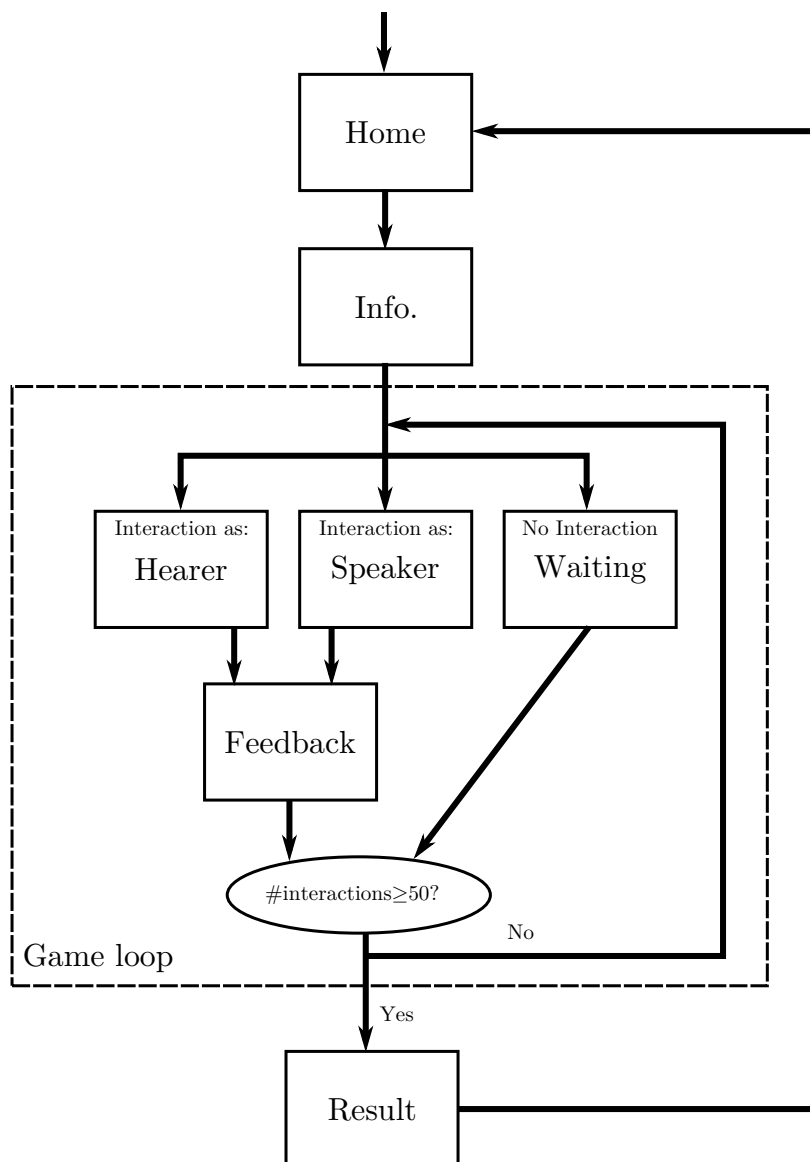 Home
Info.
Interaction as:
Hearer
Interaction as:
Speaker
No Interaction
Waiting
Feedback
#interactions≥50?
No
Game loop
Yes
Result